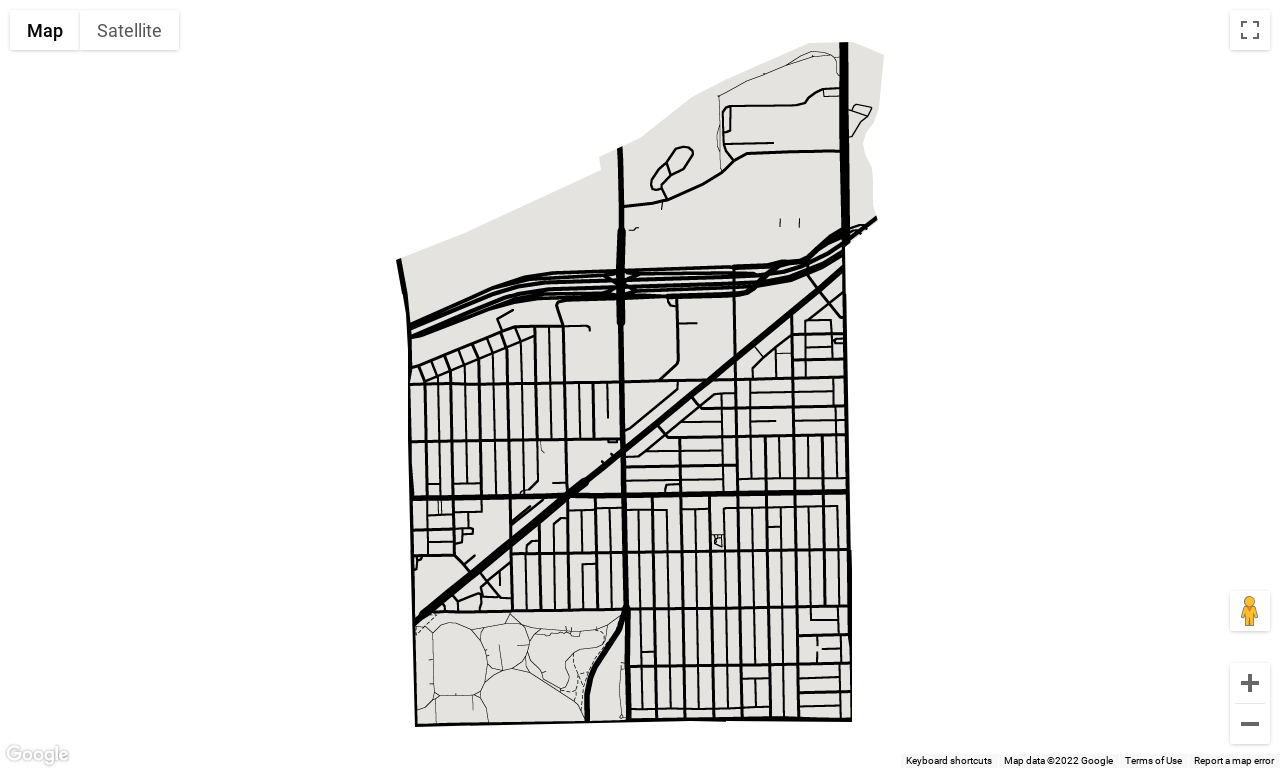 Map
Satellite
Google
Keyboard shortcuts
Map data ©2022 Google
Terms of Use
Report a map error